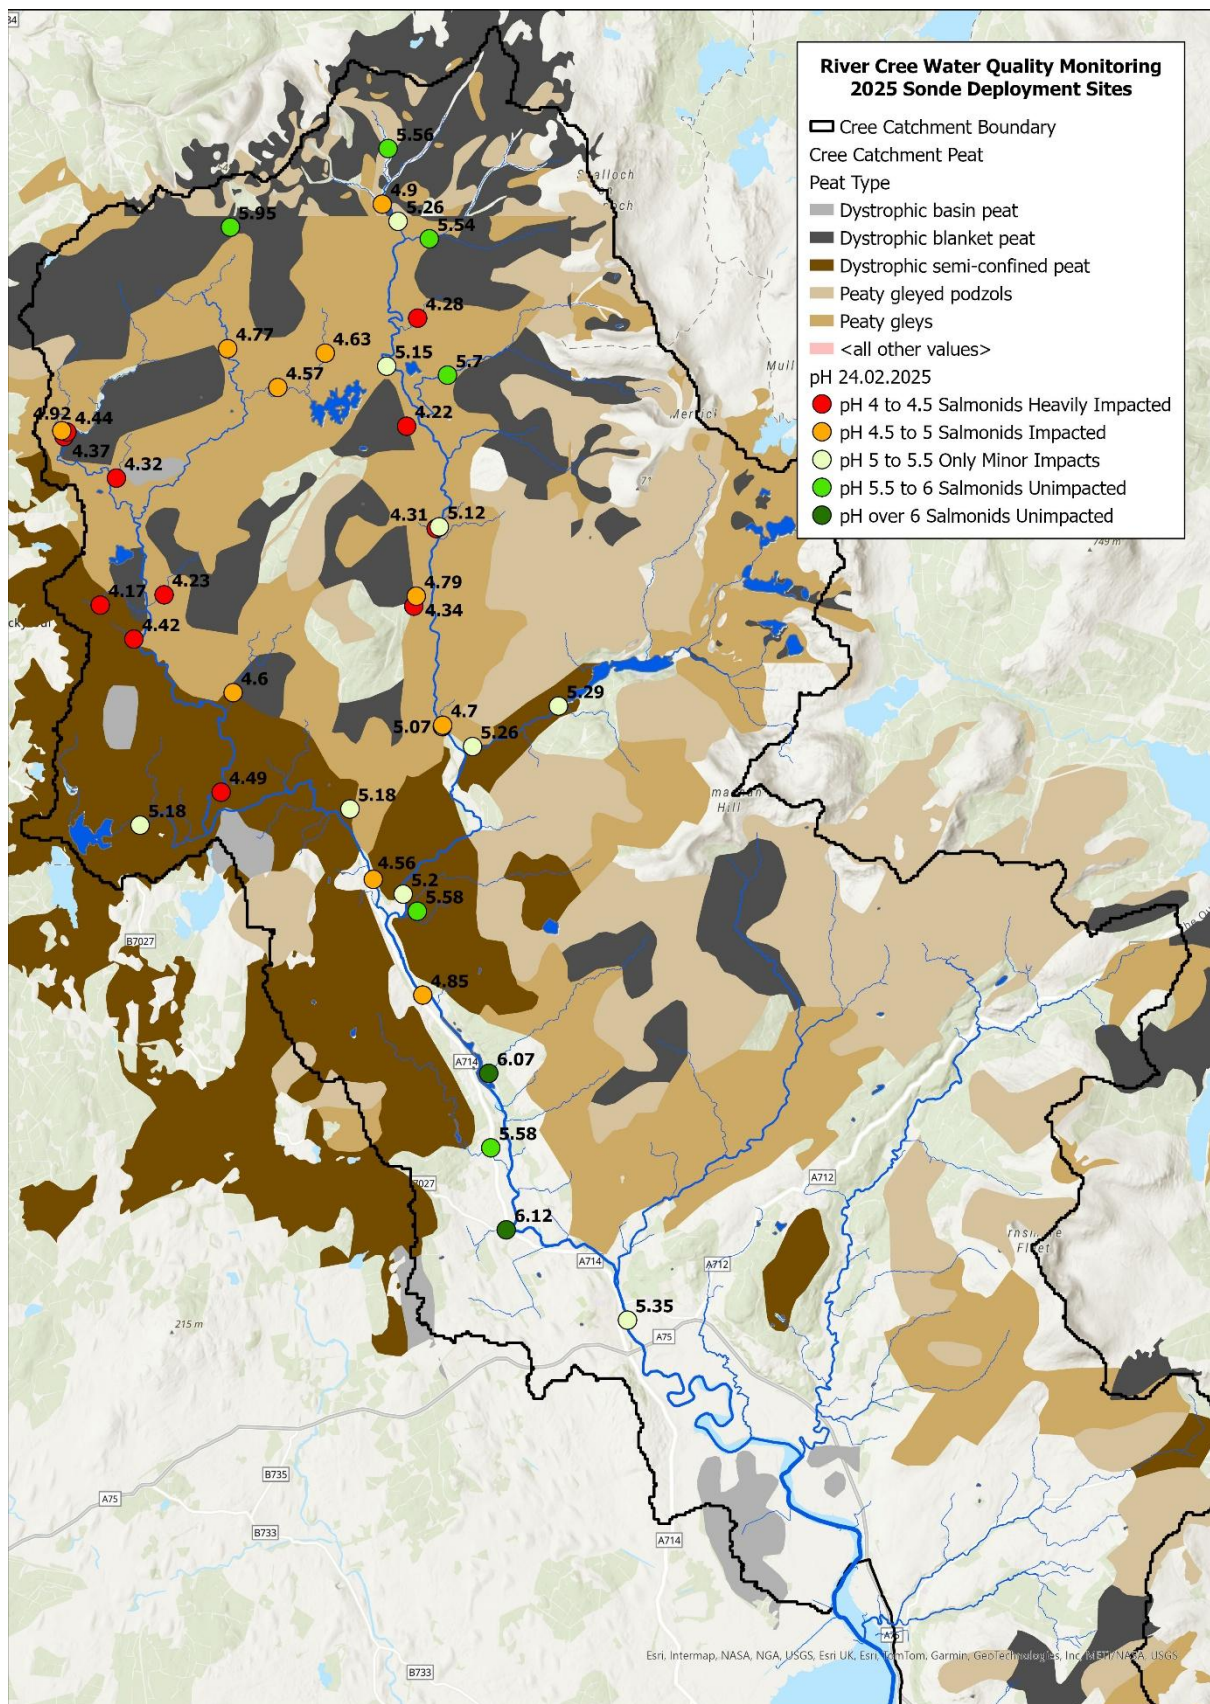 River Cree Water Quality Monitoring
2025 Sonde Deployment Sites
Cree Catchment Boundary
Cree Catchment Peat
Peat Type
Dystrophic basin peat
Dystrophic blanket peat
Dystrophic semi-confined peat
Peaty gleyed podzols
Peaty gleys
<all other values>
pH 24.02.2025
pH 4 to 4.5 Salmonids Heavily Impacted
pH 4.5 to 5 Salmonids Impacted
pH 5 to 5.5 Only Minor Impacts
pH 5.5 to 6 Salmonids Unimpacted
pH over 6 Salmonids Unimpacted
5.56
4.9
5.26
5.95
5.54
4.28
4.77
4.63
5.15
5.7
4.57
Merrick
4.92
4.44
4.22
4.37
4.32
4.31
5.12
749 m
4.17
4.23
4.79
4.34
4.42
4.6
5.29
5.07
4.7
5.26
Hill
4.49
5.18
5.18
4.56
5.2
5.58
B7027
4.85
A714
6.07
5.58
A712
6.12
A714
A712
5.35
A75
215 m
B735
A75
B733
A714
A75
B733
Esri, Intermap, NASA, NGA, USGS, Esri UK, Esri, TomTom, Garmin, GeoTechnologies, Inc, METI/NASA, USGS